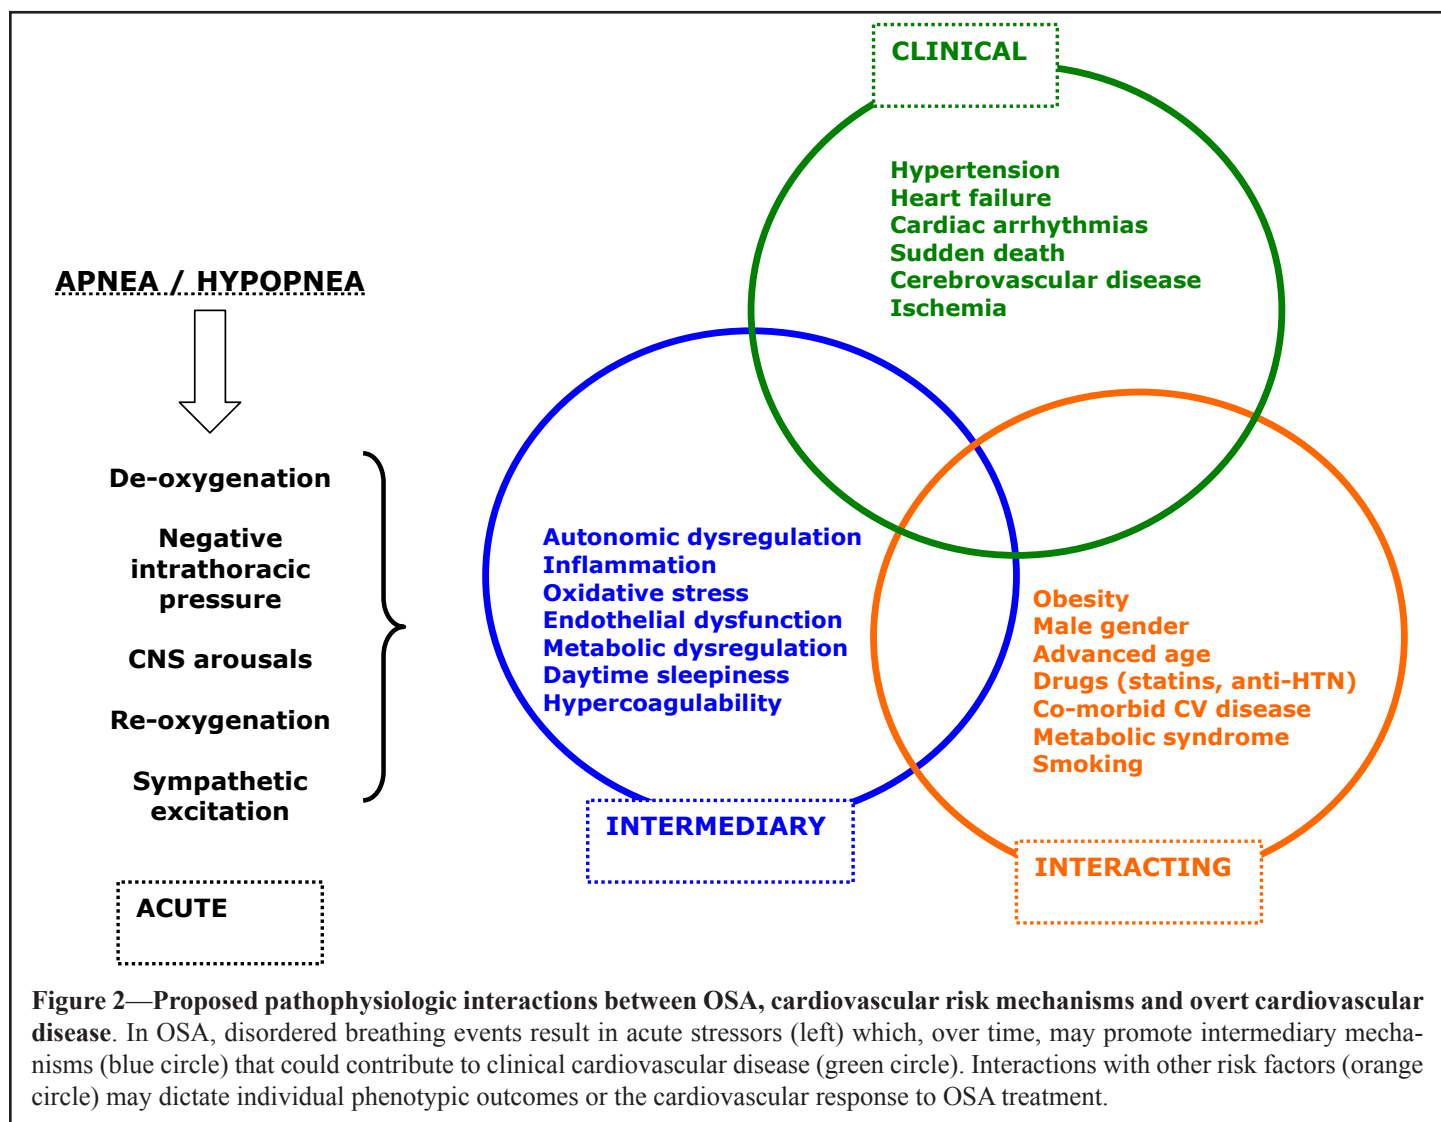 APNEA / HYPOPNEA
De-oxygenation
Negative
intrathoracic
pressure
CNS arousals
Re-oxygenation
Sympathetic
excitation
ACUTE
CLINICAL
Hypertension
Heart failure
Cardiac arrhythmias
Sudden death
Cerebrovascular disease
Ischemia
Autonomic dysregulation
Inflammation
Oxidative stress
Endothelial dysfunction
Metabolic dysregulation
Daytime sleepiness
Hypercoagulability
INTERMEDIARY
Obesity
Male gender
Advanced age
Drugs (statins, anti-HTN)
Co-morbid CV disease
Metabolic syndrome
Smoking
INTERACTING
Figure 2—Proposed pathophysiologic interactions between OSA, cardiovascular risk mechanisms and overt cardiovascular
disease. In OSA, disordered breathing events result in acute stressors (left) which, over time, may promote intermediary mecha-
nisms (blue circle) that could contribute to clinical cardiovascular disease (green circle). Interactions with other risk factors (orange
circle) may dictate individual phenotypic outcomes or the cardiovascular response to OSA treatment.